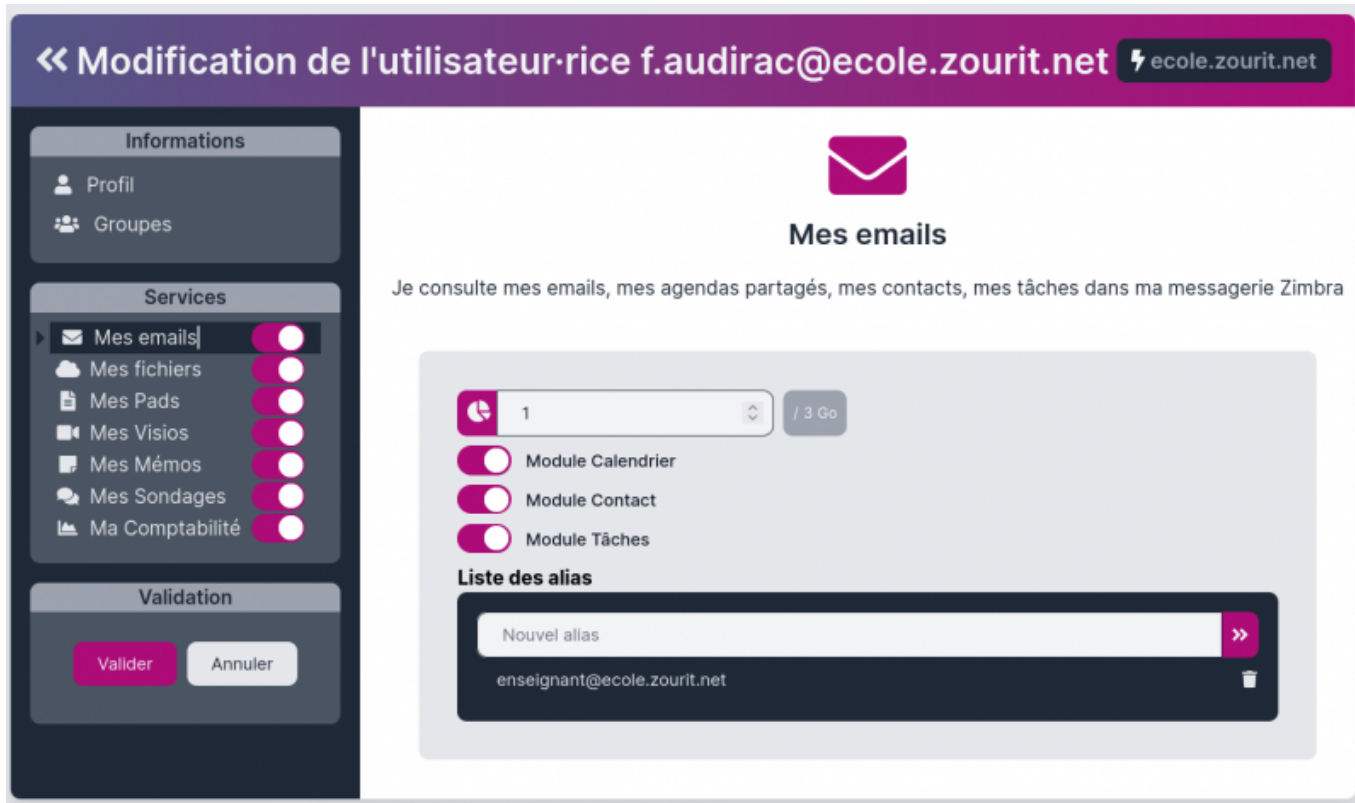 Modification de l'utilisateur·rice f.audirac@ecole.zourit.net ecole.zourit.net
Informations
Profil
Groupes
Services
Mes emails
Mes fichiers
Mes Pads
Mes Visios
Mes Mémos
Mes Sondages
Ma Comptabilité
Validation
Valider Annuler
Mes emails
Je consulte mes emails, mes agendas partagés, mes contacts, mes tâches dans ma messagerie Zimbra
1 / 3 Go
Module Calendrier
Module Contact
Module Tâches
Liste des alias
Nouvel alias
enseignant@ecole.zourit.net